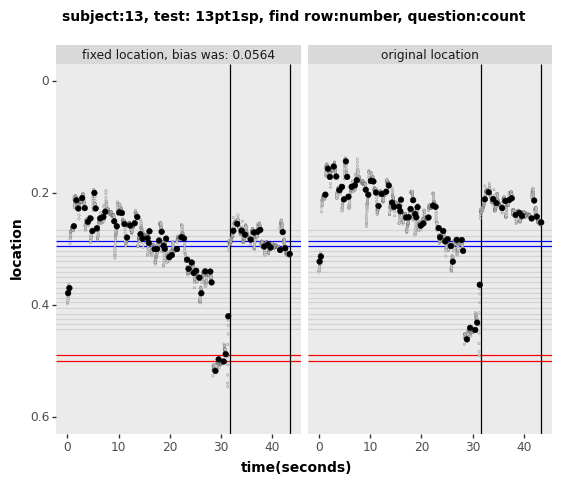 subject:13, test: 13pt1sp, find row:number, question:count
fixed location, bias was: 0.0564
original location
0
0.2
0.4
0.6
location
0 10 20 30 40
0 10 20 30 40
time(seconds)